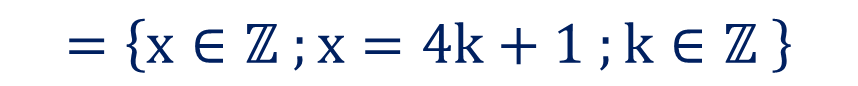 = {x ∈ ℤ ; x = 4k + 1 ; k ∈ ℤ }